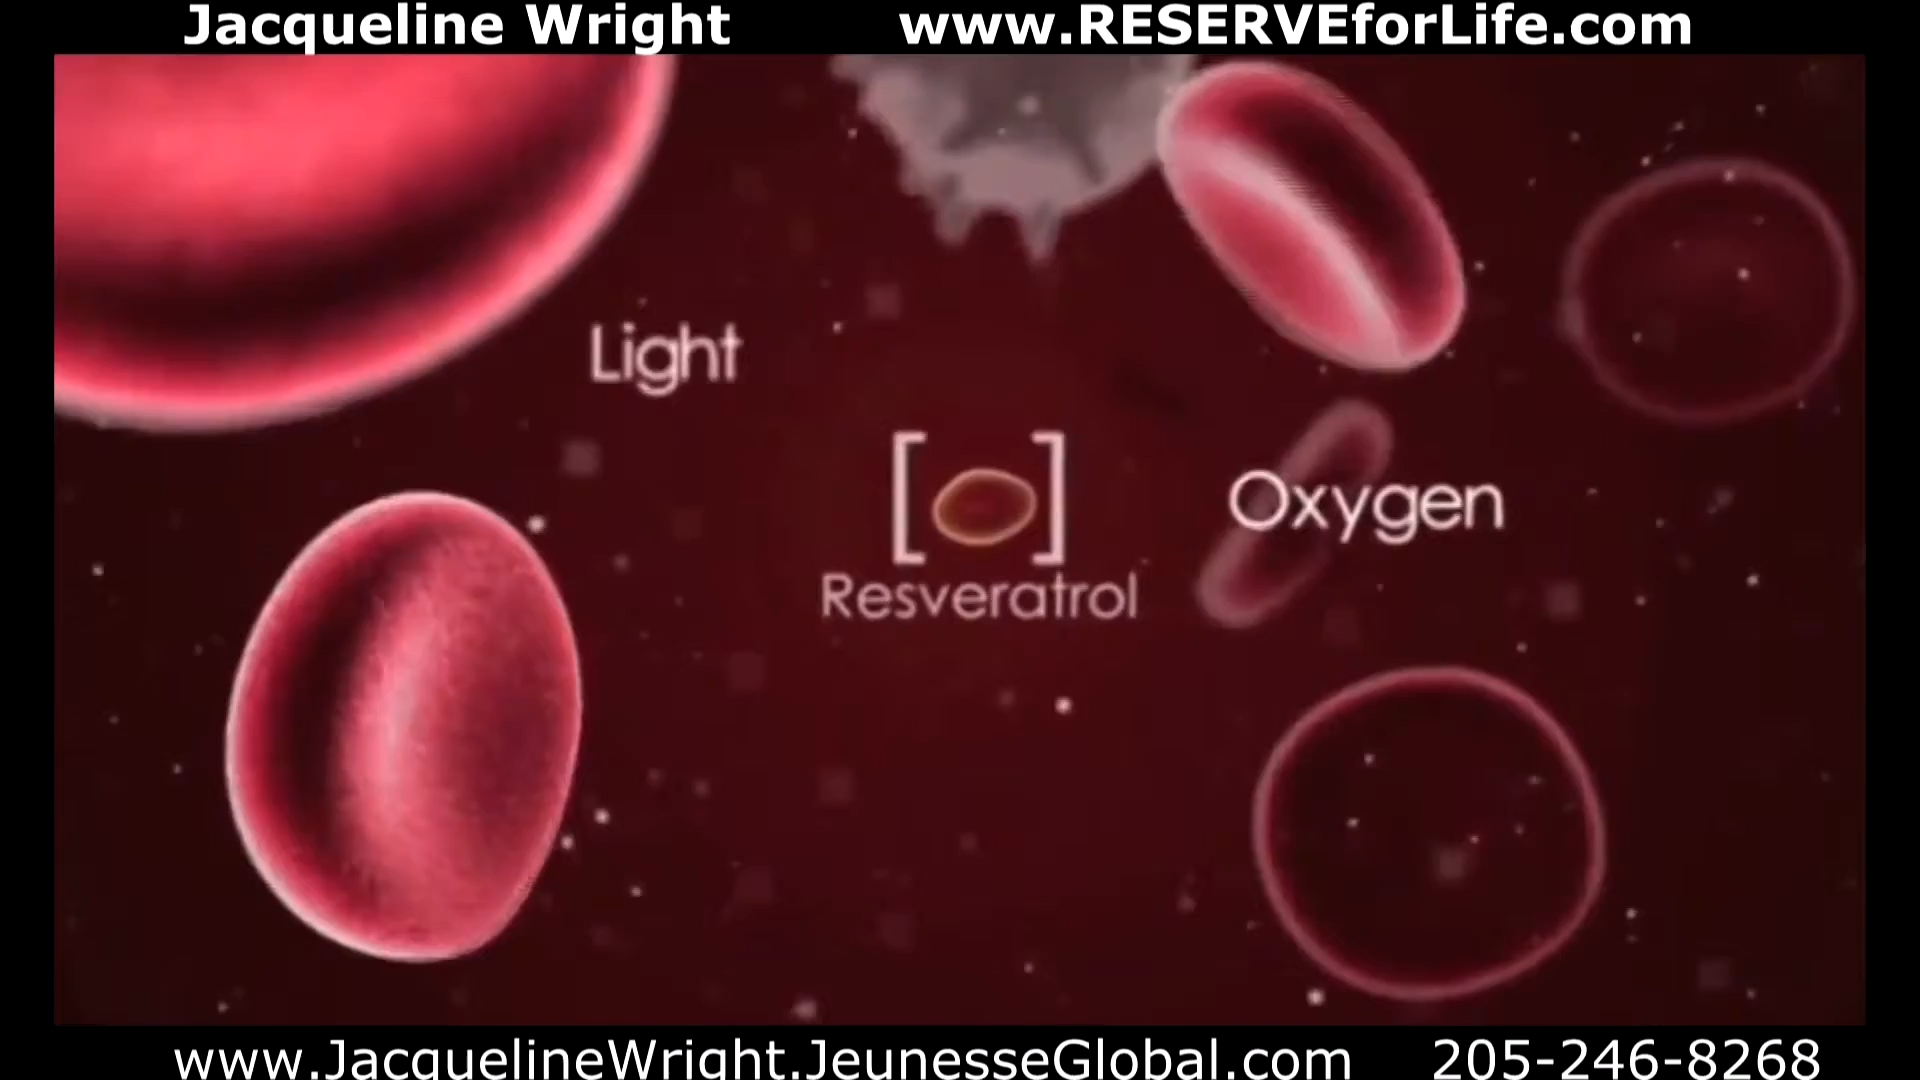 Jacqueline Wright www.RESERVEforLife.com
Light
[ ]
Oxygen
Resveratrol
www.JacquelineWright.JeunesseGlobal.com 205-246-8268